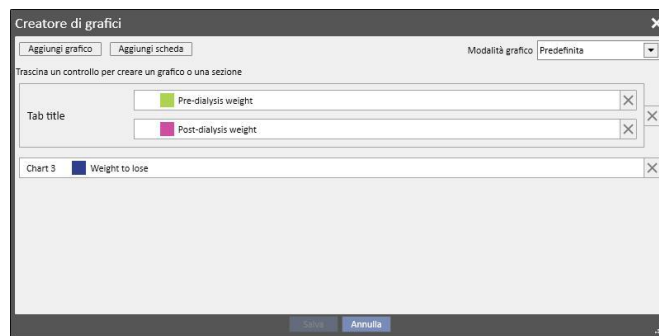 Creatore di grafici
Aggiungi grafico Aggiungi scheda Modalità grafico Predefinita
Trascina un controllo per creare un grafico o una sezione
Pre-dialysis weight
Tab title
Post-dialysis weight
Chart 3 Weight to lose
Salva Annulla